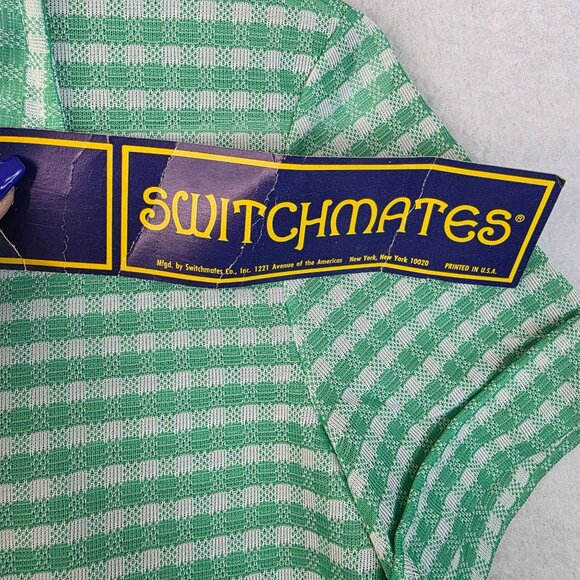 SWITCHMATES®
Mfgd. by Switchmates Co., Inc. 1221 Avenue of the Americas New York, New York 10020 PRINTED IN U.S.A.